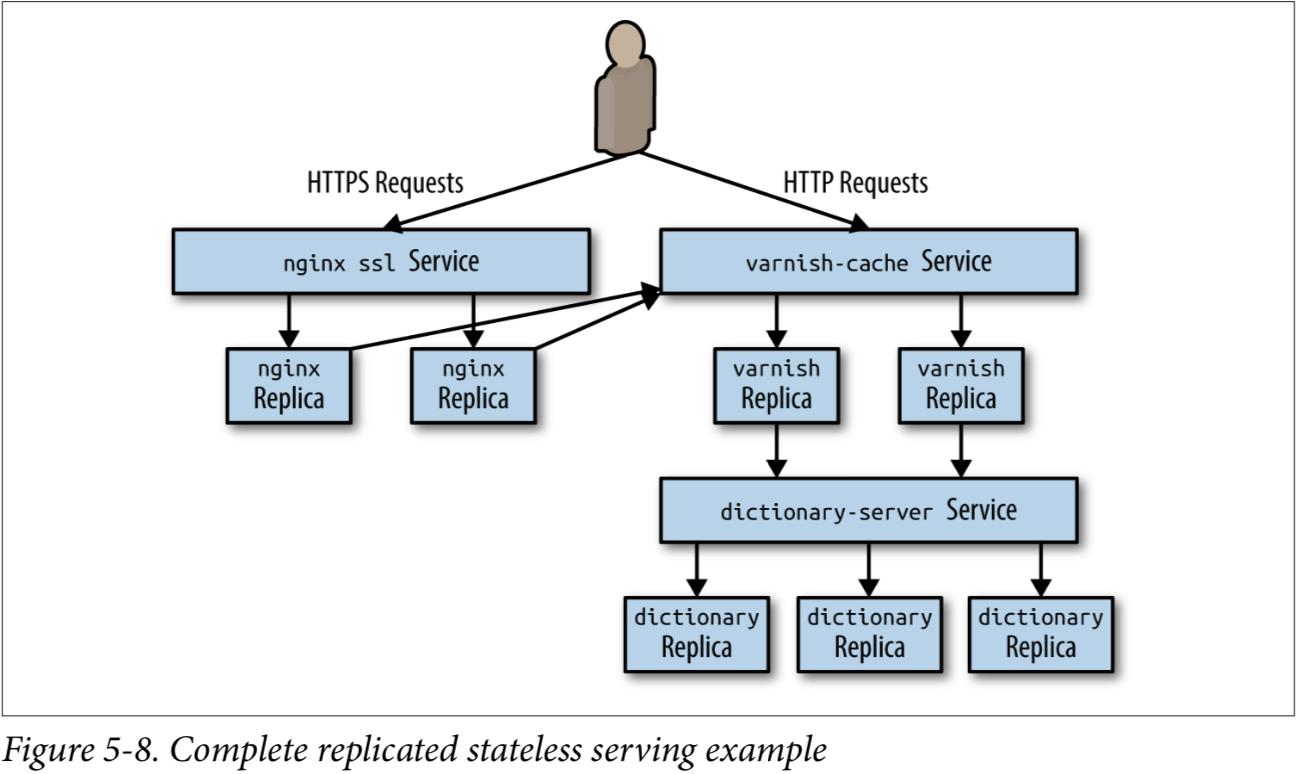 HTTPS Requests
HTTP Requests
nginx ssl Service
varnish-cache Service
nginx
Replica
nginx
Replica
varnish
Replica
varnish
Replica
dictionary-server Service
dictionary
Replica
dictionary
Replica
dictionary
Replica
Figure 5-8. Complete replicated stateless serving example